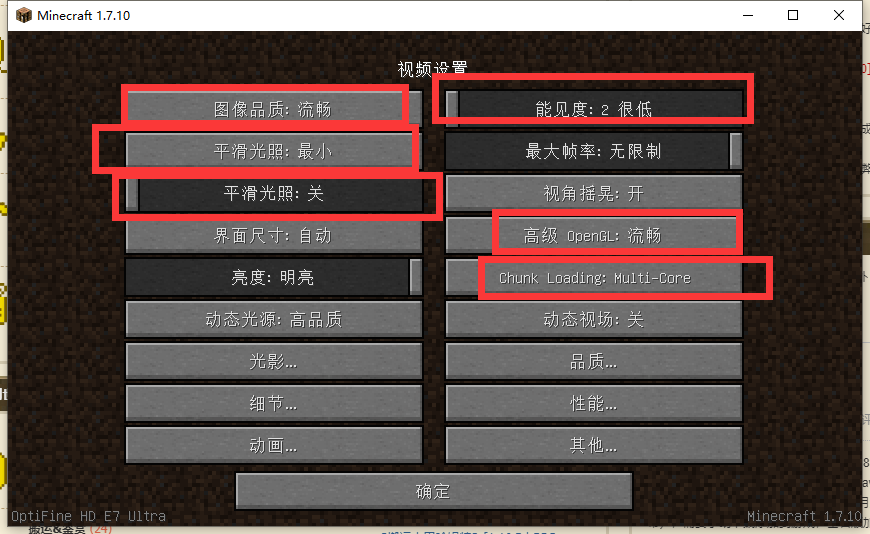 Minecraft 1.7.10
视频设置
图像品质: 流畅
能见度: 2 很低
平滑光照: 最小
最大帧率: 无限制
平滑光照: 关
视角摇晃: 开
界面尺寸: 自动
高级 OpenGL: 流畅
亮度: 明亮
Chunk Loading: Multi-Core
动态光源: 高品质
动态视场: 关
光影...
品质...
细节...
性能...
动画...
其他...
确定
OptiFine HD E7 Ultra
Minecraft 1.7.10